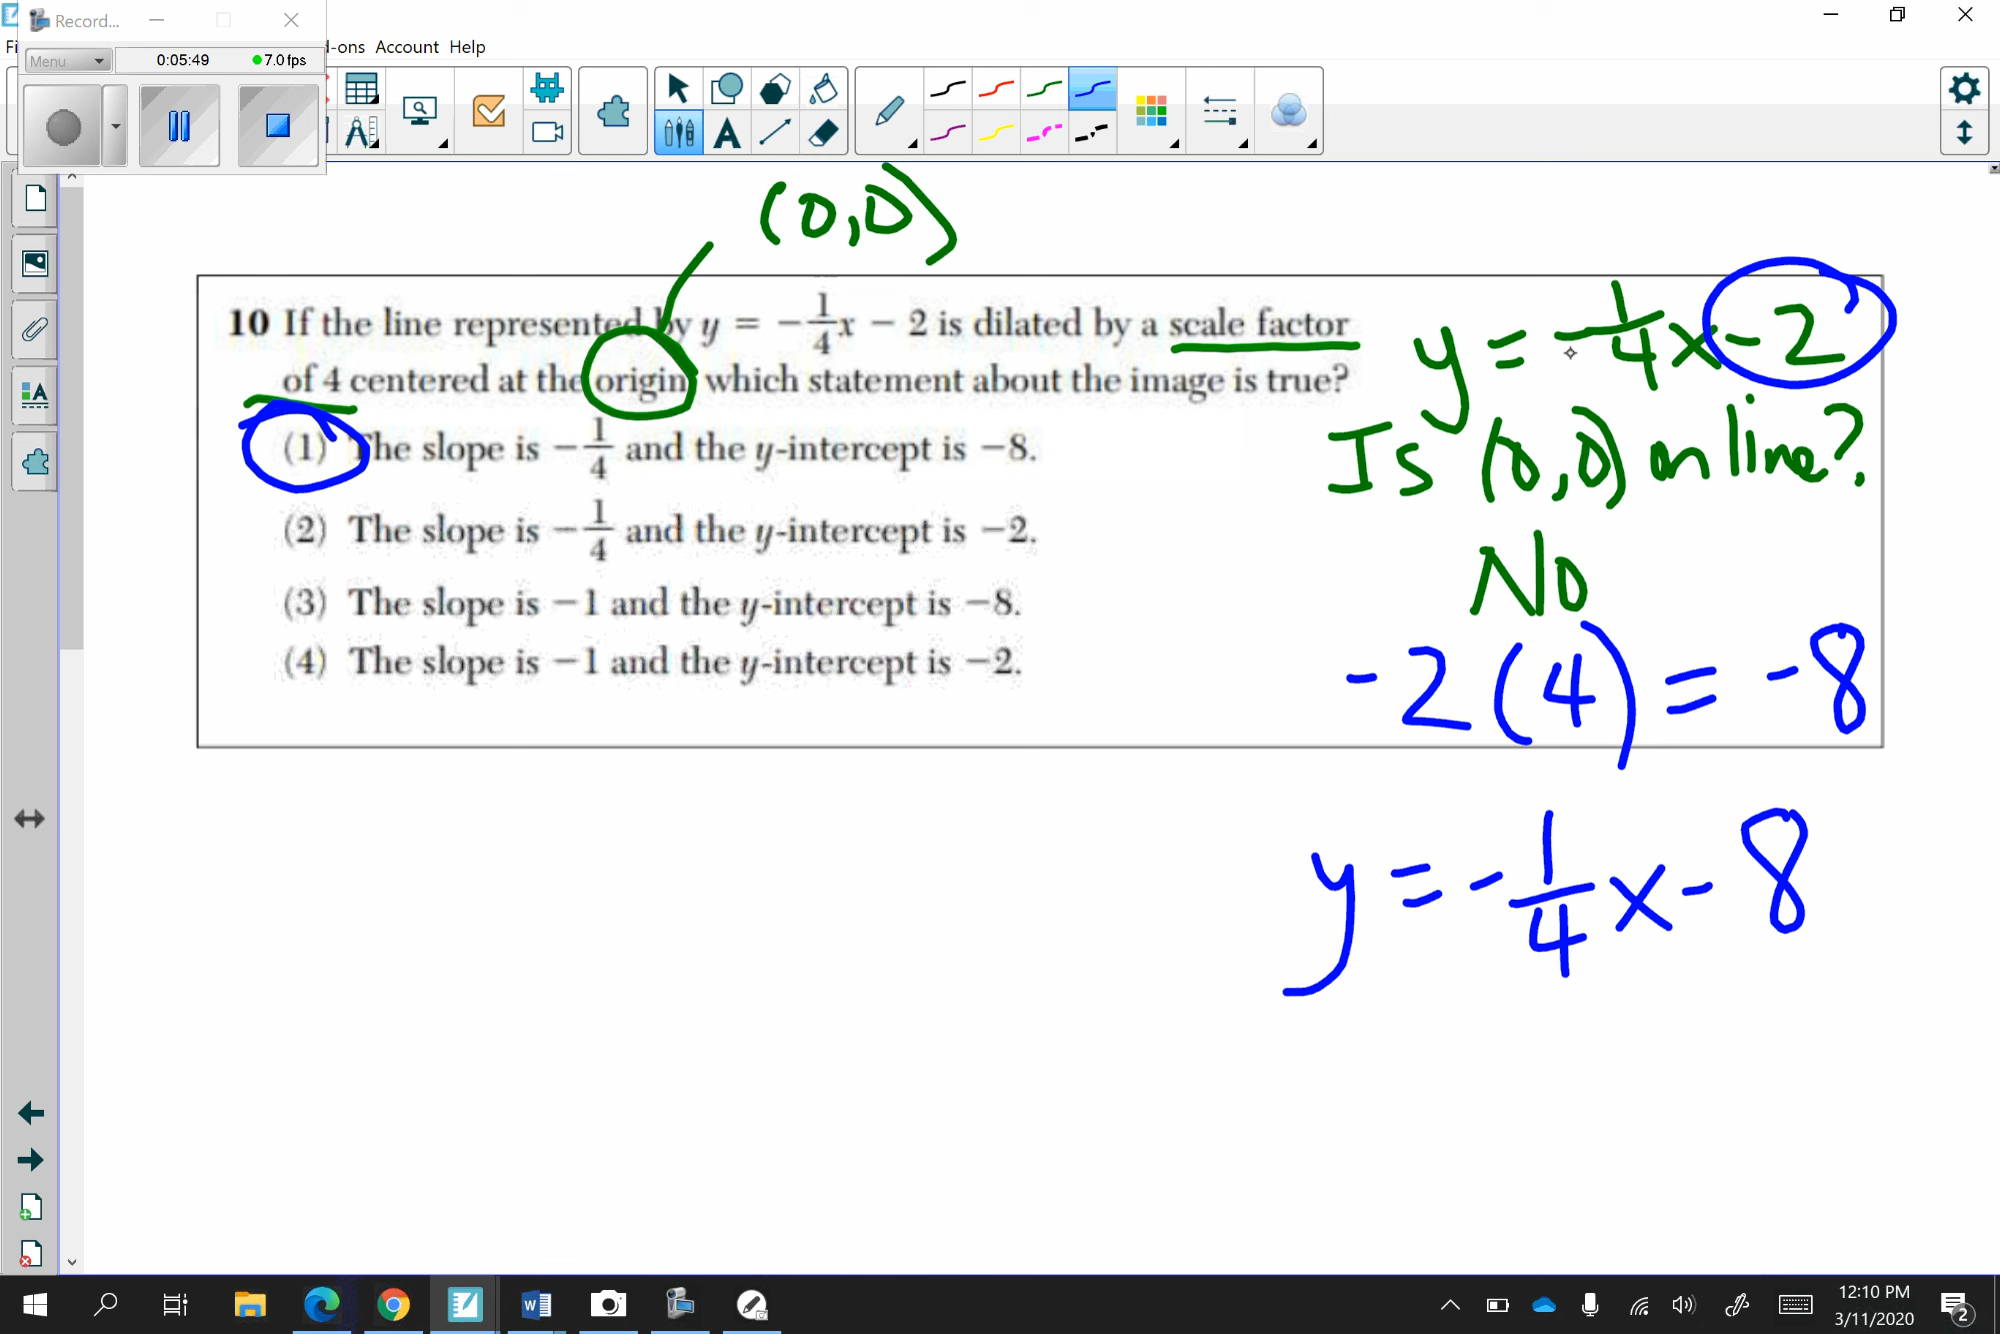 Record...
Menu
0:05:49
7.0 fps
Fi
d-ons Account Help
(0,0)
10 If the line represented by y = −1/4x − 2 is dilated by a scale factor
of 4 centered at the origin, which statement about the image is true?
(1) The slope is −1/4 and the y-intercept is −8.
(2) The slope is −1/4 and the y-intercept is −2.
(3) The slope is −1 and the y-intercept is −8.
(4) The slope is −1 and the y-intercept is −2.
y = -1/4x-2
Is (0,0) on line?
NO
-2(4) = -8
y = -1/4x-8
12:10 PM
3/11/2020
2